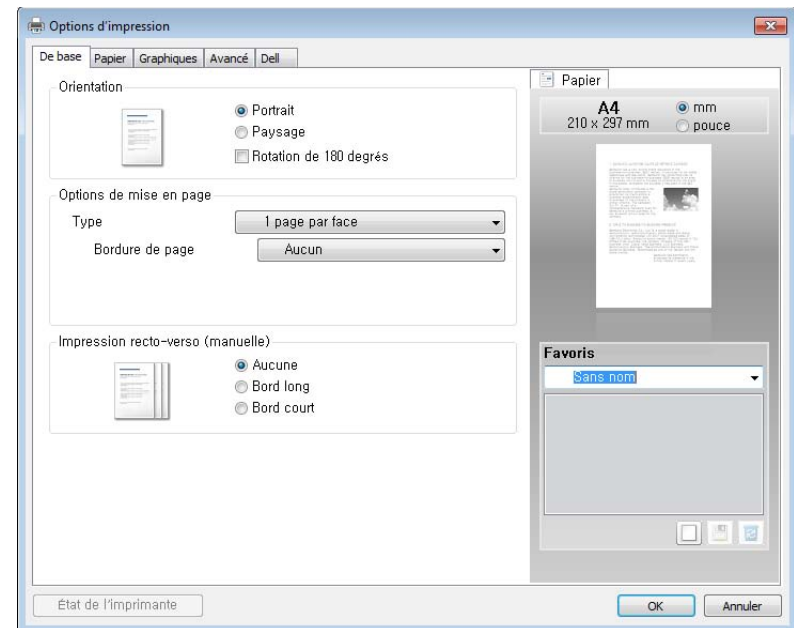 Options d'impression
De base Papier Graphiques Avancé Dell
Orientation
Portrait
Paysage
Rotation de 180 degrés
Options de mise en page
Type 1 page par face
Bordure de page Aucun
Impression recto-verso (manuelle)
Aucune
Bord long
Bord court
Papier
A4 mm
210 x 297 mm pouce
Favoris
Sans nom
État de l'imprimante OK Annuler